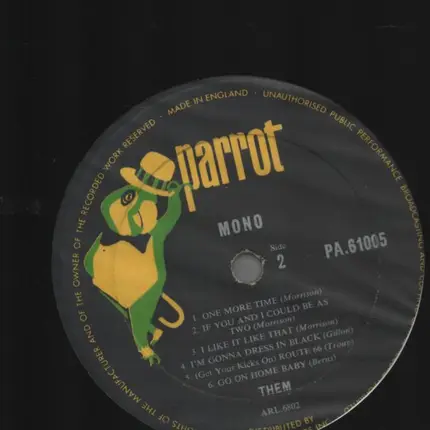 RIGHTS OF THE MANUFACTURER AND OF THE OWNER OF THE RECORDED WORK RESERVED · MADE IN ENGLAND · UNAUTHORISED PUBLIC PERFORMANCE BROADCASTING AND
parrot
MONO
Side
2
PA.61005
1. ONE MORE TIME (Morrison)
2. IF YOU AND I COULD BE AS
TWO (Morrison)
3. I LIKE IT LIKE THAT (Morrison)
4. I'M GONNA DRESS IN BLACK (Gillon)
5. (Get Your Kicks On) ROUTE 66 (Troup)
6. GO ON HOME BABY (Berns)
THEM
ARL.6802
DISTRIBUTED BY